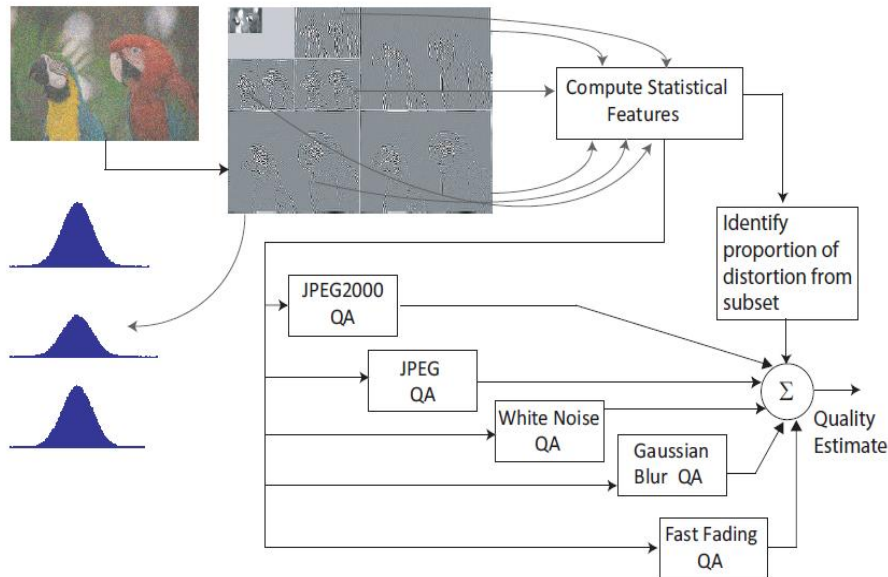 Compute Statistical
Features
Identify
proportion of
distortion from
subset
JPEG2000
QA
JPEG
QA
White Noise
QA
Gaussian
Blur QA
Fast Fading
QA
Σ
Quality
Estimate